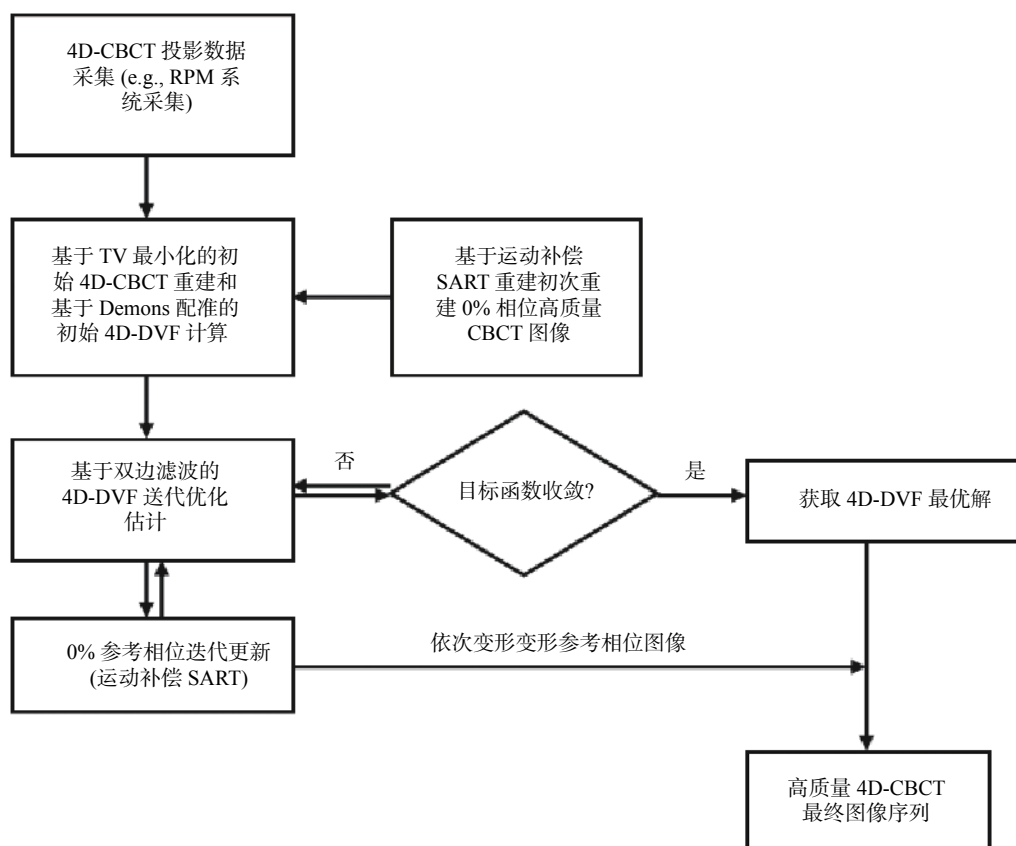 4D-CBCT 投影数据
采集 (e.g., RPM 系
统采集)
基于 TV 最小化的初
始 4D-CBCT 重建和
基于 Demons 配准的
初始 4D-DVF 计算
基于运动补偿
SART 重建初次重
建 0% 相位高质量
CBCT 图像
基于双边滤波的
4D-DVF 送代优化
估计
否
目标函数收敛?
是
获取 4D-DVF 最优解
0% 参考相位迭代更新
(运动补偿 SART)
依次变形变形参考相位图像
高质量 4D-CBCT
最终图像序列